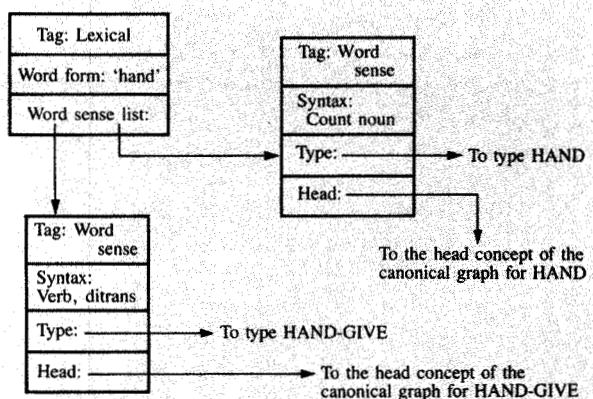 Tag: Lexical
Word form: ‘hand’
Word sense list:
Tag: Word
sense
Syntax:
Count noun
Type:
To type HAND
Head:
To the head concept of the
canonical graph for HAND
Tag: Word
sense
Syntax:
Verb, ditrans
Type:
To type HAND-GIVE
Head:
To the head concept of the
canonical graph for HAND-GIVE